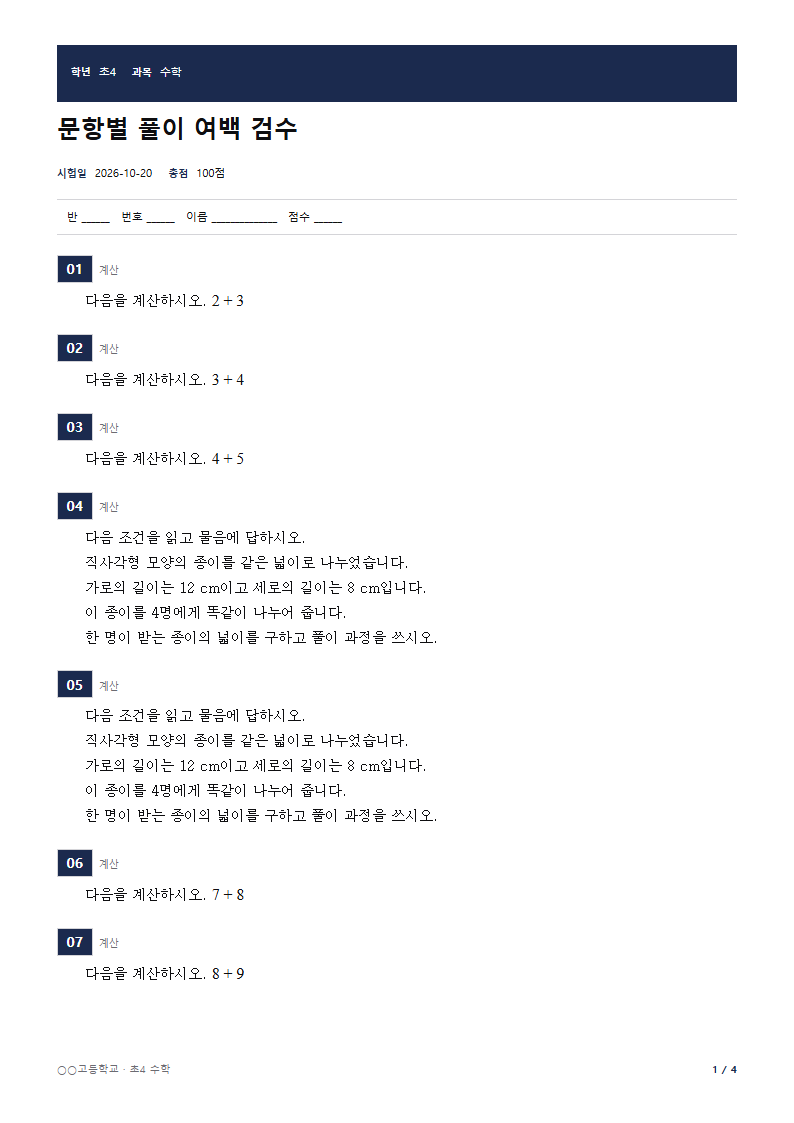 학년 초4 과목 수학
문항별 풀이 여백 검수
시험일 2026-10-20 총점 100점
반 _____ 번호 _____ 이름 ____________ 점수 _____
01 계산
다음을 계산하시오. 2 + 3
02 계산
다음을 계산하시오. 3 + 4
03 계산
다음을 계산하시오. 4 + 5
04 계산
다음 조건을 읽고 물음에 답하시오.
직사각형 모양의 종이를 같은 넓이로 나누었습니다.
가로의 길이는 12 cm이고 세로의 길이는 8 cm입니다.
이 종이를 4명에게 똑같이 나누어 줍니다.
한 명이 받는 종이의 넓이를 구하고 풀이 과정을 쓰시오.
05 계산
다음 조건을 읽고 물음에 답하시오.
직사각형 모양의 종이를 같은 넓이로 나누었습니다.
가로의 길이는 12 cm이고 세로의 길이는 8 cm입니다.
이 종이를 4명에게 똑같이 나누어 줍니다.
한 명이 받는 종이의 넓이를 구하고 풀이 과정을 쓰시오.
06 계산
다음을 계산하시오. 7 + 8
07 계산
다음을 계산하시오. 8 + 9
○○고등학교 · 초4 수학 1 / 4